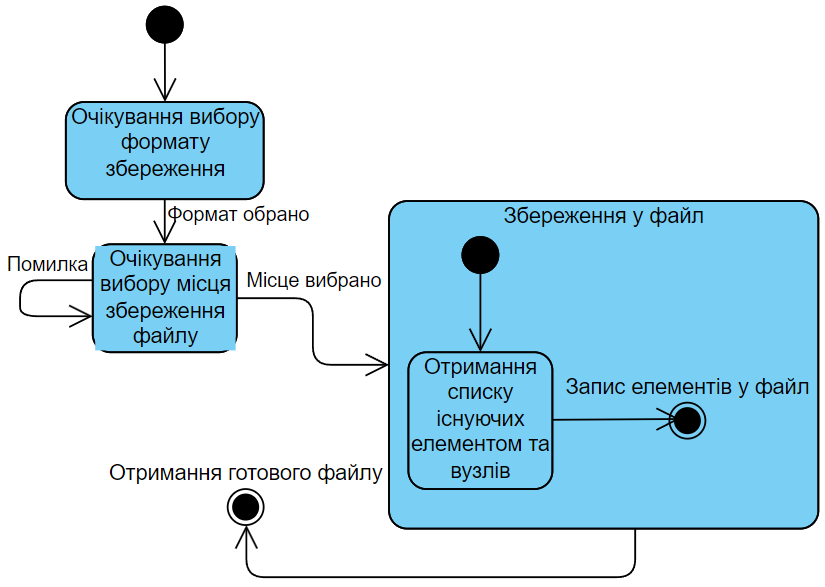 Очікування вибору
формату
збереження
Формат обрано
Збереження у файл
Помилка
Очікування
вибору місця
збереження
файлу
Місце вибрано
Отримання
списку
існуючих
елементом та
вузлів
Запис елементів у файл
Отримання готового файлу